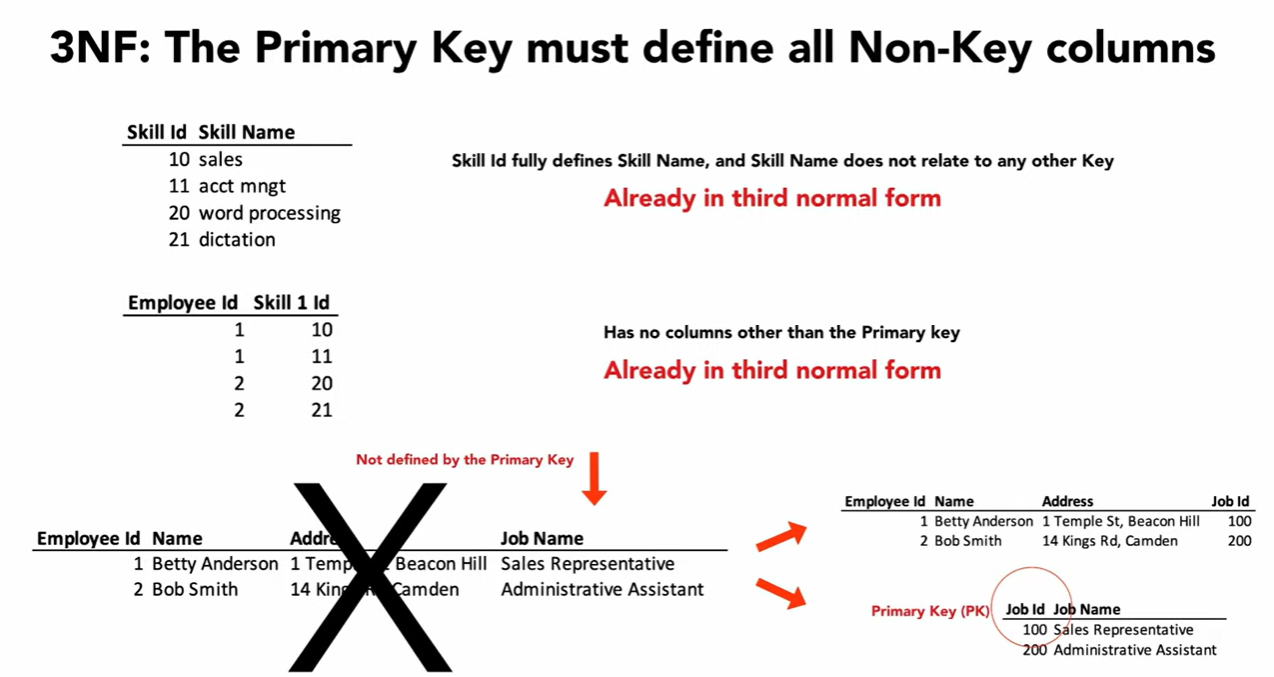 3NF: The Primary Key must define all Non-Key columns
Skill Id Skill Name
10 sales
11 acct mngt
20 word processing
21 dictation
Skill Id fully defines Skill Name, and Skill Name does not relate to any other Key
Already in third normal form
Employee Id Skill 1 Id
1 10
1 11
2 20
2 21
Has no columns other than the Primary key
Already in third normal form
Not defined by the Primary Key
Employee Id Name Job Name
1 Betty Anderson 1 Beacon Hill Sales Representative
2 Bob Smith 14 Camden Administrative Assistant
Employee Id Name Address Job Id
1 Betty Anderson 1 Temple St, Beacon Hill 100
2 Bob Smith 14 Kings Rd, Camden 200
Primary Key (PK) Job Id Job Name
100 Sales Representative
200 Administrative Assistant